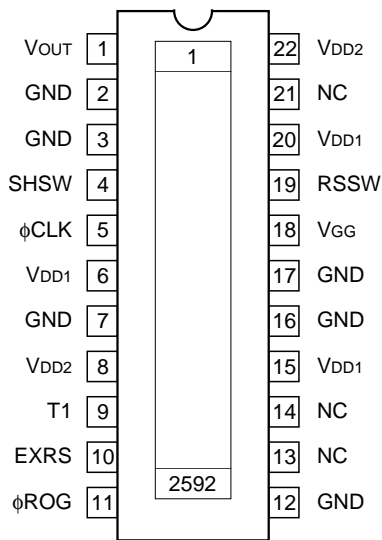 VOUT 1 1 22 VDD2
GND 2 21 NC
GND 3 20 VDD1
SHSW 4 19 RSSW
ϕCLK 5 18 VGG
VDD1 6 17 GND
GND 7 16 GND
VDD2 8 15 VDD1
T1 9 14 NC
EXRS 10 13 NC
ϕROG 11 2592 12 GND